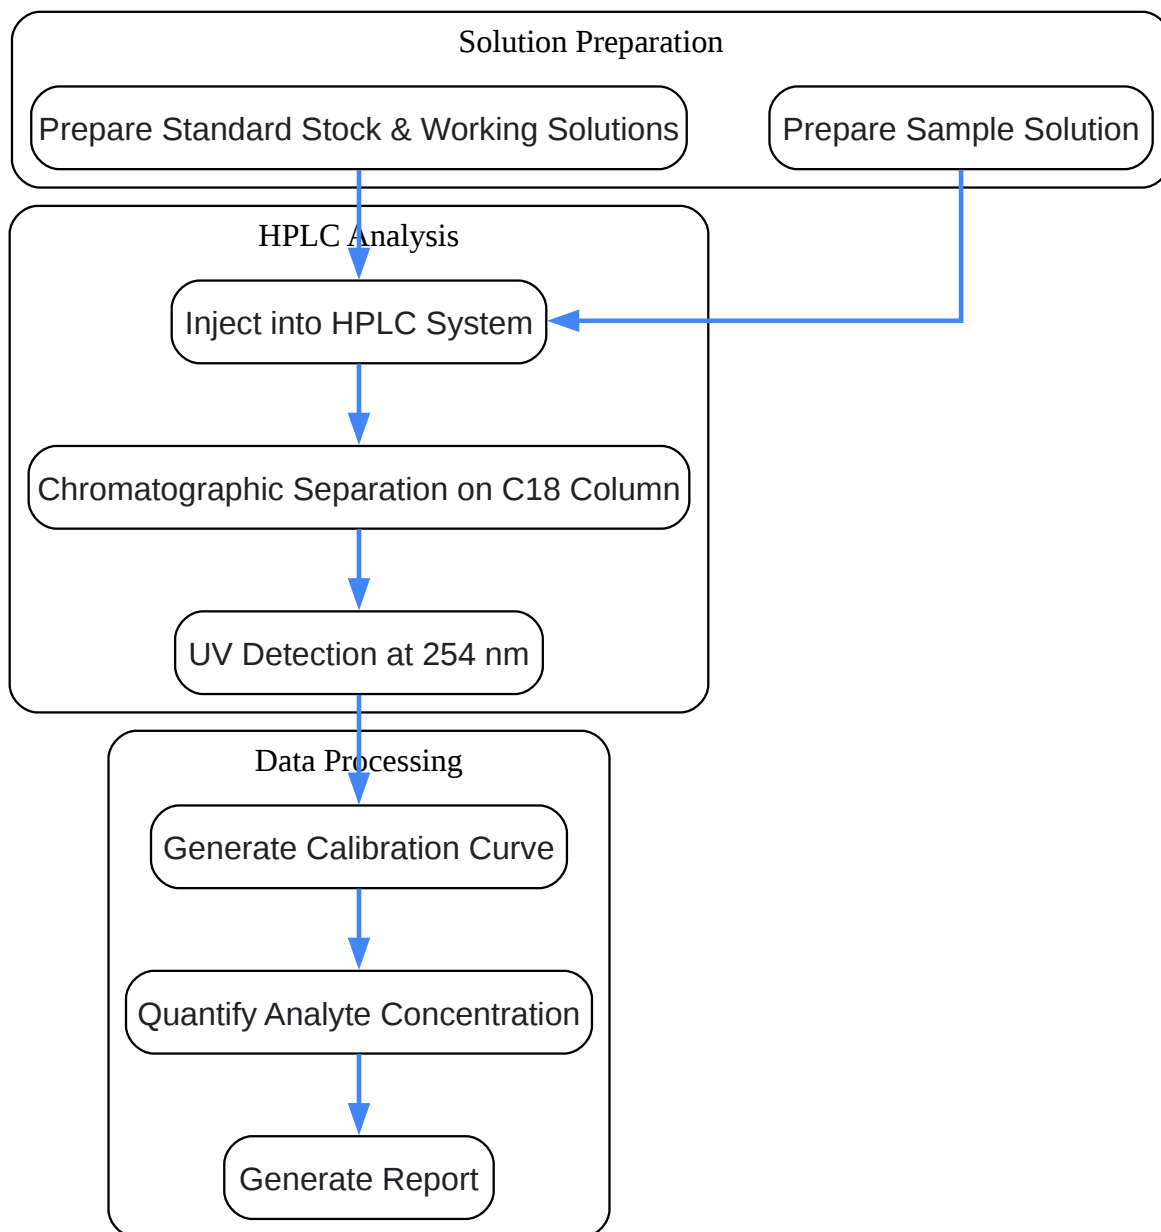 Solution Preparation
Prepare Standard Stock & Working Solutions
Prepare Sample Solution
HPLC Analysis
Inject into HPLC System
Chromatographic Separation on C18 Column
UV Detection at 254 nm
Data Processing
Generate Calibration Curve
Quantify Analyte Concentration
Generate Report